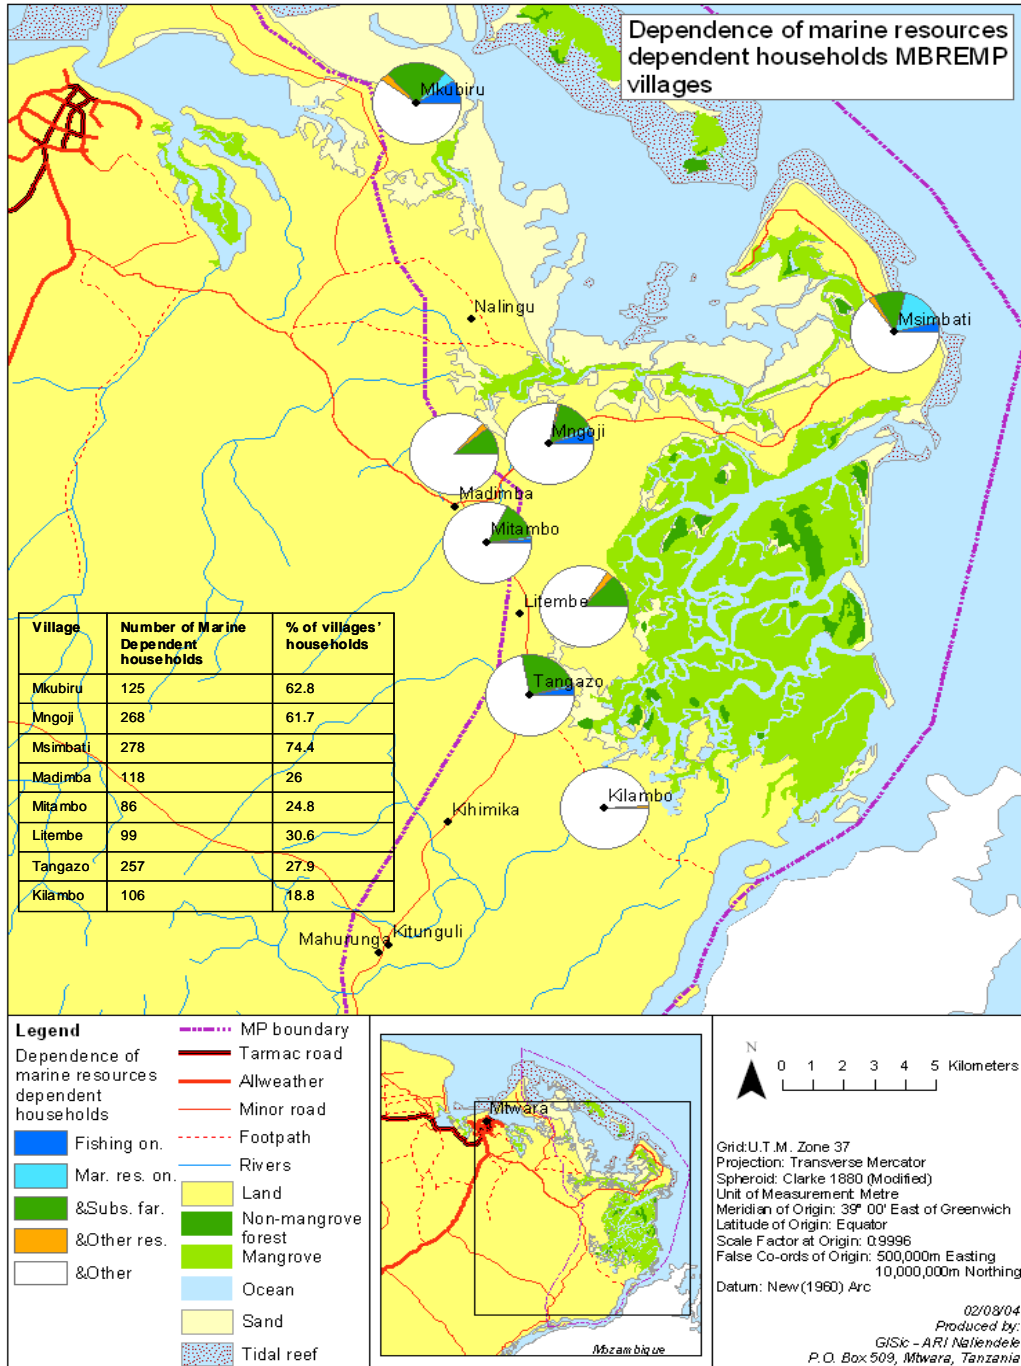 Dependence of marine resources
dependent households MBREMP
villages
Mkubiru
Msimbati
Nalingu
Mngoji
Madimba
Mitambo
Litembe
Tangazo
Kilambo
Kihimika
Kitunguli
Mahurunga
Village Number of Marine % of villages'
Dependent households
households
Mkubiru 125 62.8
Mngoji 268 61.7
Msimbati 278 74.4
Madimba 118 26
Mitambo 86 24.8
Litembe 99 30.6
Tangazo 257 27.9
Kilambo 106 18.8
Legend
Dependence of
marine resources
dependent
households
Fishing on.
Mar. res. on.
&Subs. far.
&Other res.
&Other
MP boundary
Tarmac road
Allweather
Minor road
Footpath
Rivers
Land
Non-mangrove
forest
Mangrove
Ocean
Sand
Tidal reef
Mtwara
Mozambique
N
0 1 2 3 4 5 Kilometers
Grid:U.T.M. Zone 37
Projection: Transverse Mercator
Spheroid: Clarke 1880 (Modified)
Unit of Measurement: Metre
Meridian of Origin: 39° 00' East of Greenwich
Latitude of Origin: Equator
Scale Factor at Origin: 0.9996
False Co-ords of Origin: 500,000m Easting
10,000,000m Northing
Datum: New (1960) Arc
02/08/04
Produced by:
GISic - ARI Naliendele
P.O. Box 509, Mtwara, Tanzania